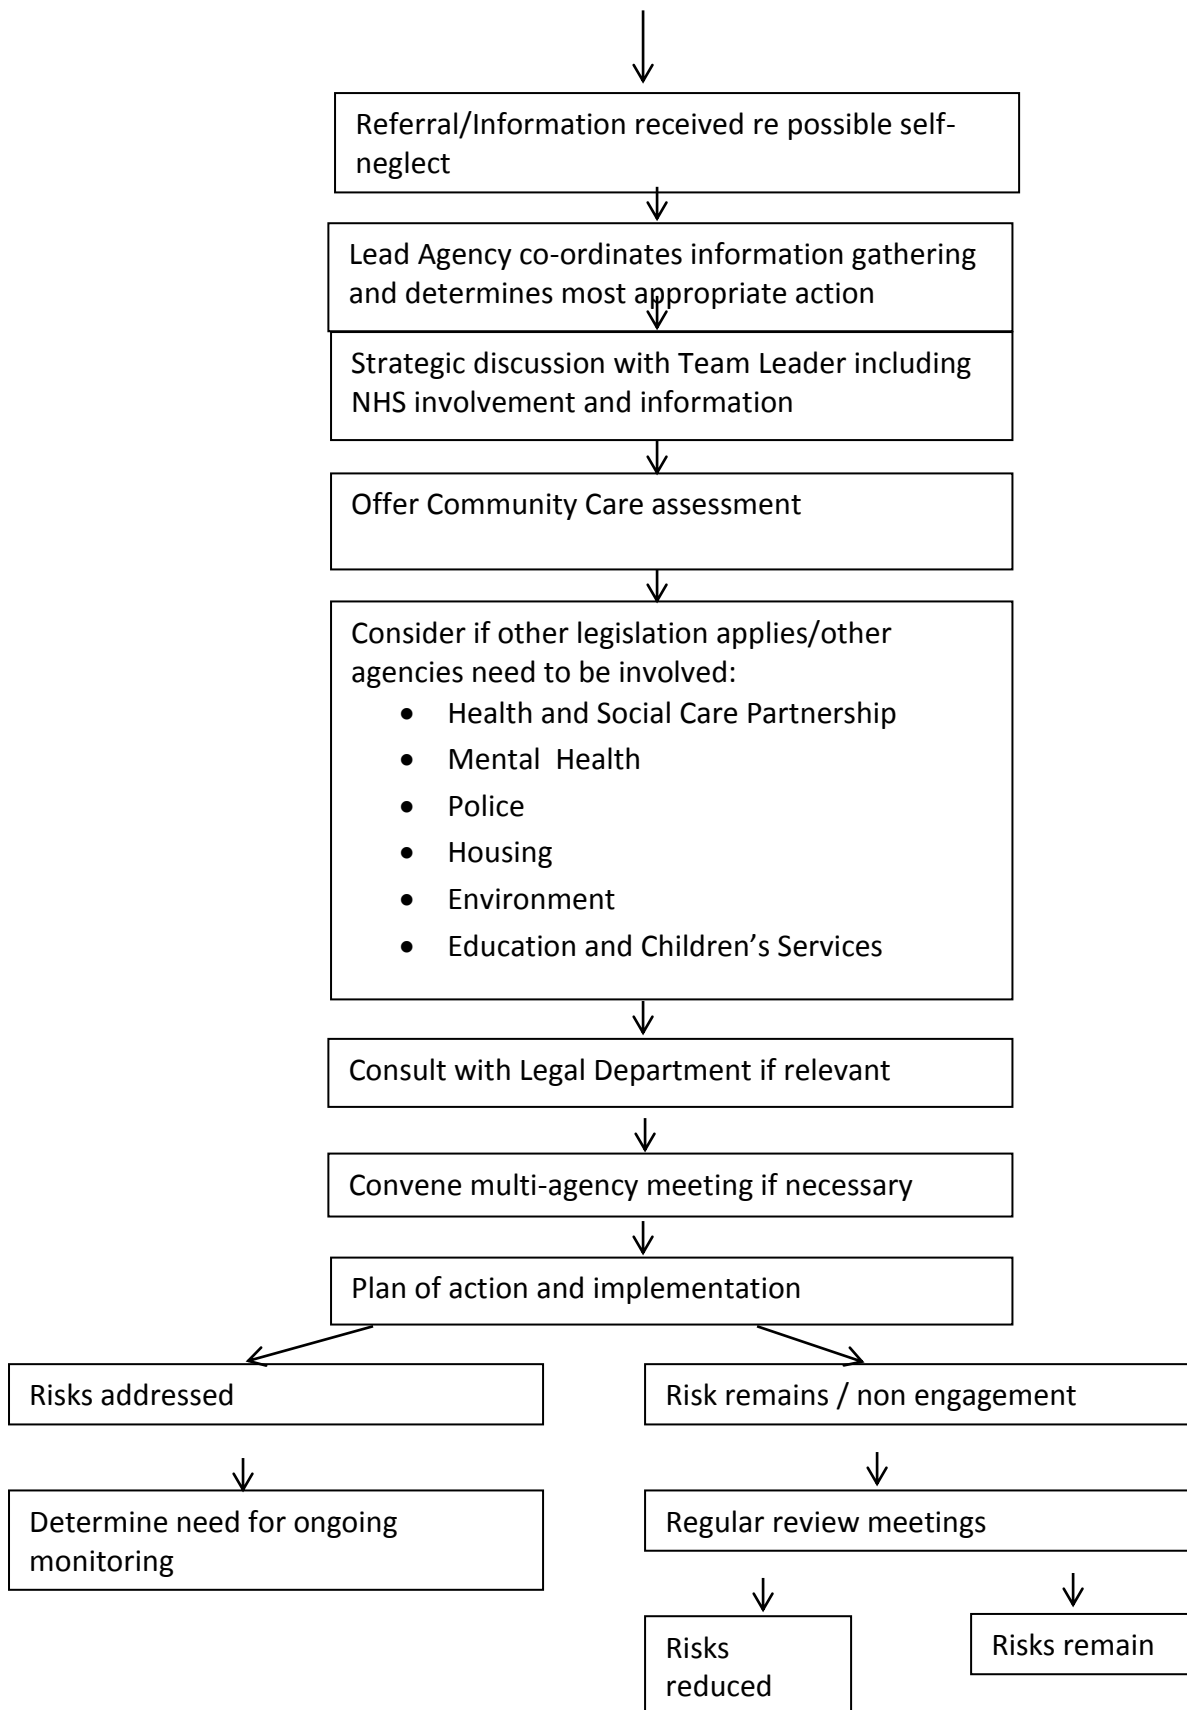 Referral/Information received re possible self-
neglect
Lead Agency co-ordinates information gathering
and determines most appropriate action
Strategic discussion with Team Leader including
NHS involvement and information
Offer Community Care assessment
Consider if other legislation applies/other
agencies need to be involved:
• Health and Social Care Partnership
• Mental  Health
• Police
• Housing
• Environment
• Education and Children’s Services
Consult with Legal Department if relevant
Convene multi-agency meeting if necessary
Plan of action and implementation
Risks addressed
Risk remains / non engagement
Determine need for ongoing
monitoring
Regular review meetings
Risks
reduced
Risks remain